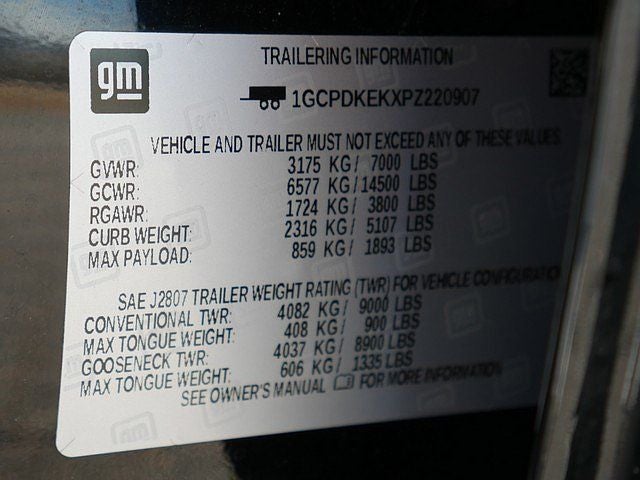 gm
TRAILERING INFORMATION
1GCPDKEKXPZ220907
VEHICLE AND TRAILER MUST NOT EXCEED ANY OF THESE VALUES.
GVWR: 3175 KG/ 7000 LBS
GCWR: 6577 KG/14500 LBS
RGAWR: 1724 KG/ 3800 LBS
CURB WEIGHT: 2316 KG/ 5107 LBS
MAX PAYLOAD: 859 KG/ 1893 LBS
SAE J2807 TRAILER WEIGHT RATING (TWR) FOR VEHICLE CONFIGURATIO
CONVENTIONAL TWR: 4082 KG/ 9000 LBS
MAX TONGUE WEIGHT: 408 KG/ 900 LBS
GOOSENECK TWR: 4037 KG/ 8900 LBS
MAX TONGUE WEIGHT: 606 KG/ 1335 LBS
SEE OWNER'S MANUAL FOR MORE INFORMATION